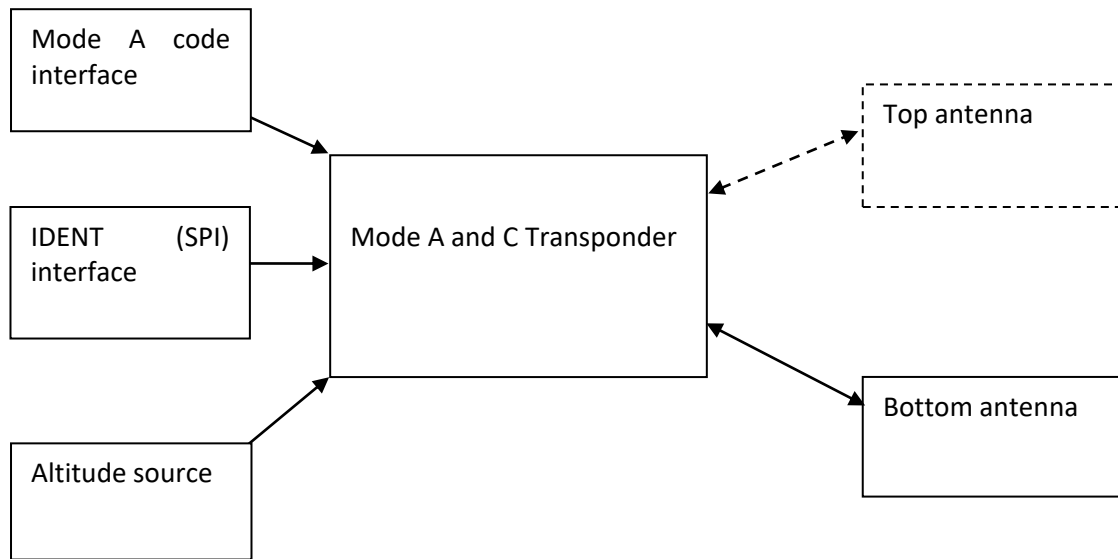 Mode A code
interface
Top antenna
IDENT (SPI)
interface
Mode A and C Transponder
Bottom antenna
Altitude source